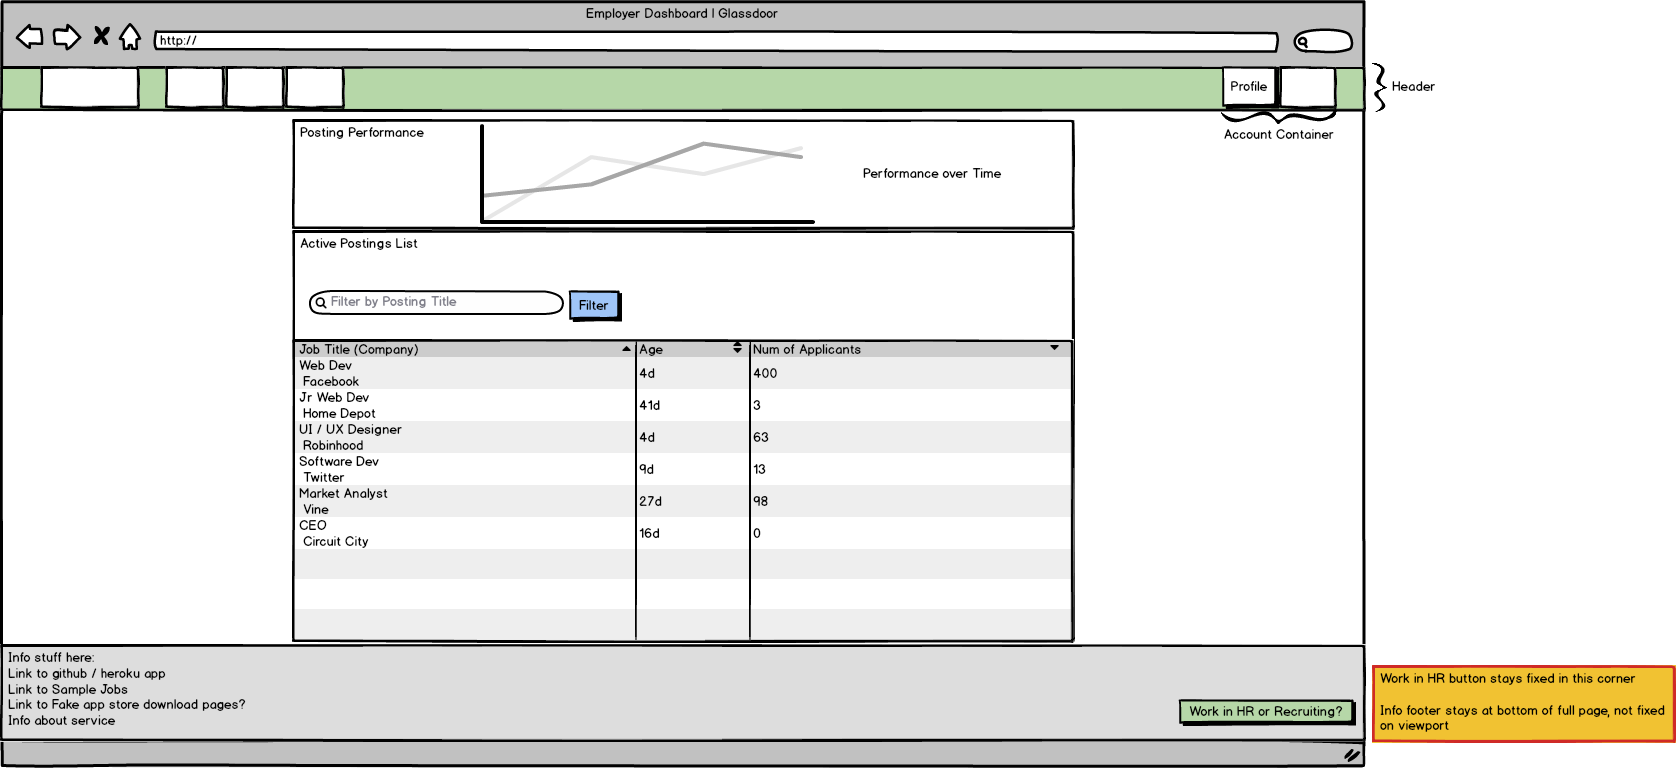 Employer Dashboard | Glassdoor
http://
Profile
Header
Account Container
Posting Performance
Performance over Time
Active Postings List
Filter by Posting Title
Filter
Job Title (Company) Age Num of Applicants
Web Dev
Facebook
4d 400
Jr Web Dev
Home Depot
41d 3
UI / UX Designer
Robinhood
4d 63
Software Dev
Twitter
9d 13
Market Analyst
Vine
27d 98
CEO
Circuit City
16d 0
Info stuff here:
Link to github / heroku app
Link to Sample Jobs
Link to Fake app store download pages?
Info about service
Work in HR or Recruiting?
Work in HR button stays fixed in this corner
Info footer stays at bottom of full page, not fixed
on viewport